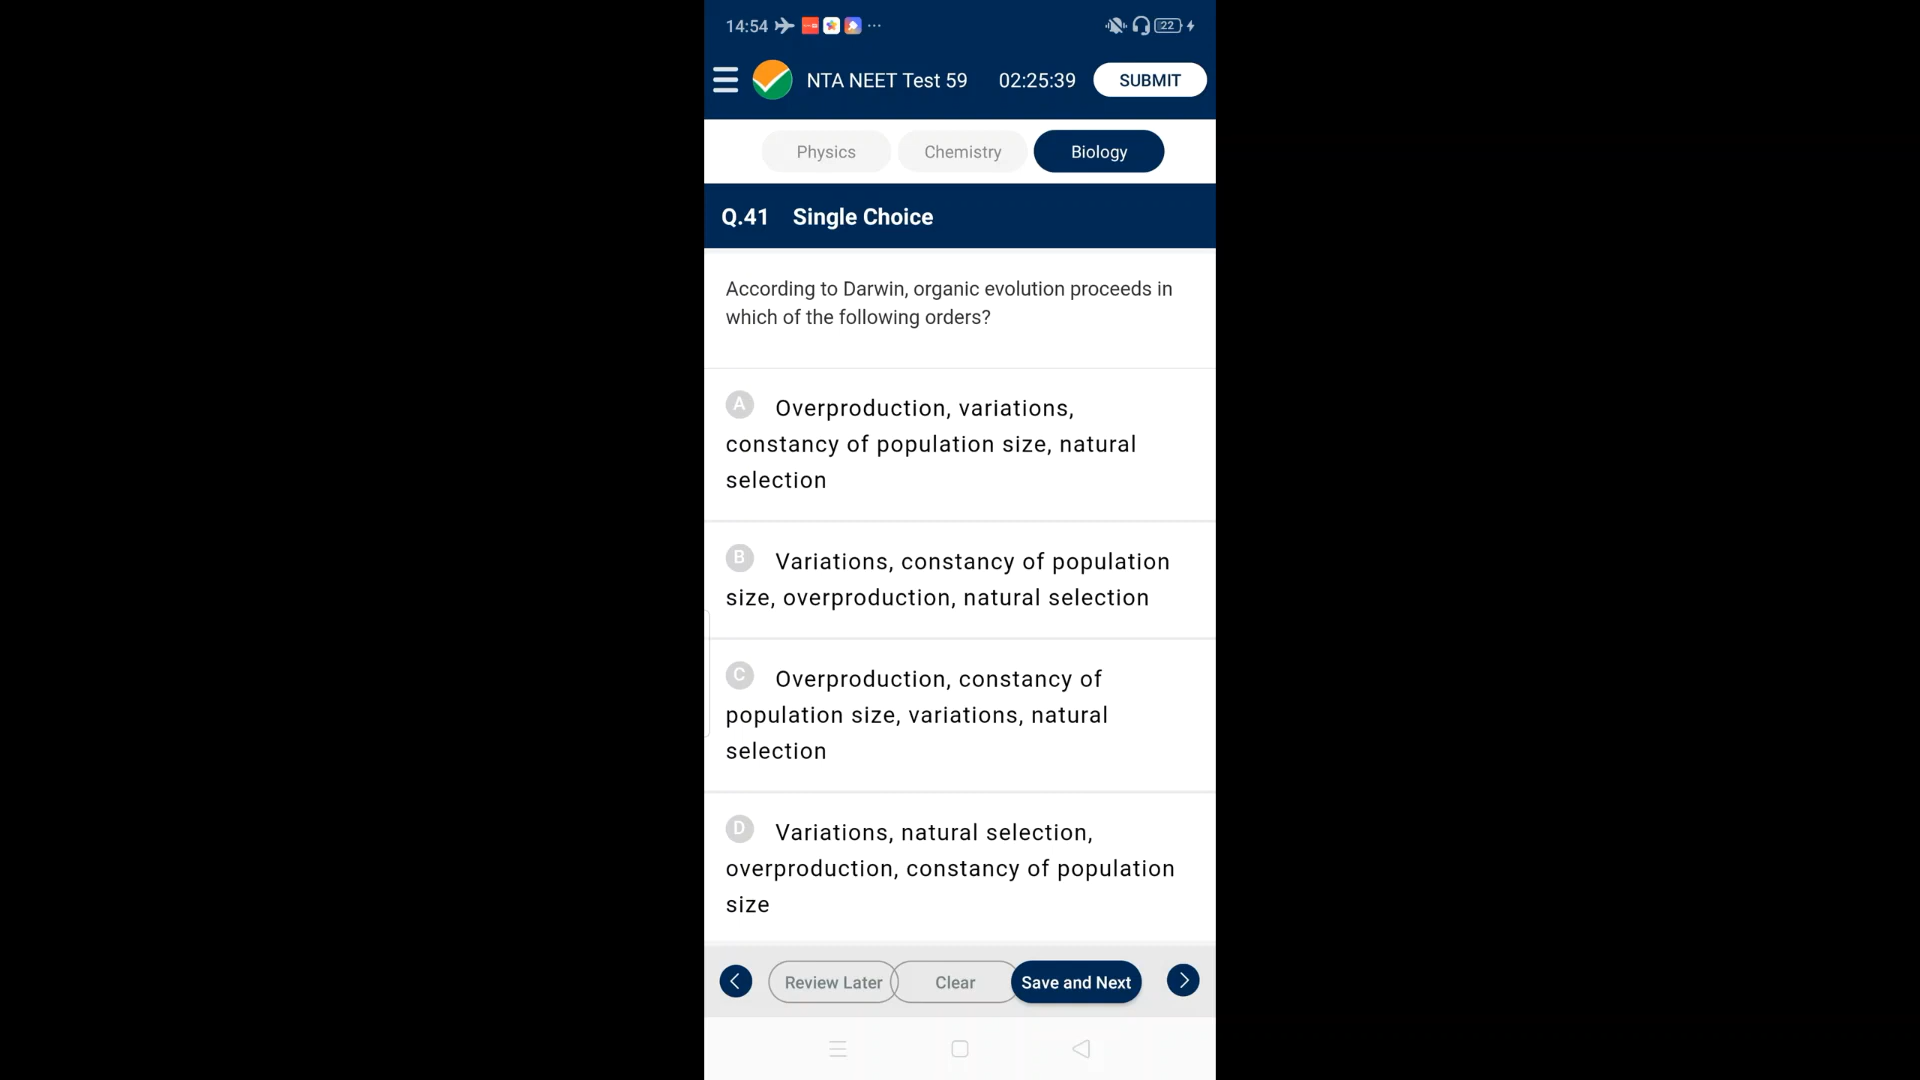 14:54 22
NTA NEET Test 59 02:25:39 SUBMIT
Physics Chemistry Biology
Q.41 Single Choice
According to Darwin, organic evolution proceeds in
which of the following orders?
A Overproduction, variations,
constancy of population size, natural
selection
B Variations, constancy of population
size, overproduction, natural selection
C Overproduction, constancy of
population size, variations, natural
selection
D Variations, natural selection,
overproduction, constancy of population
size
Review Later Clear Save and Next